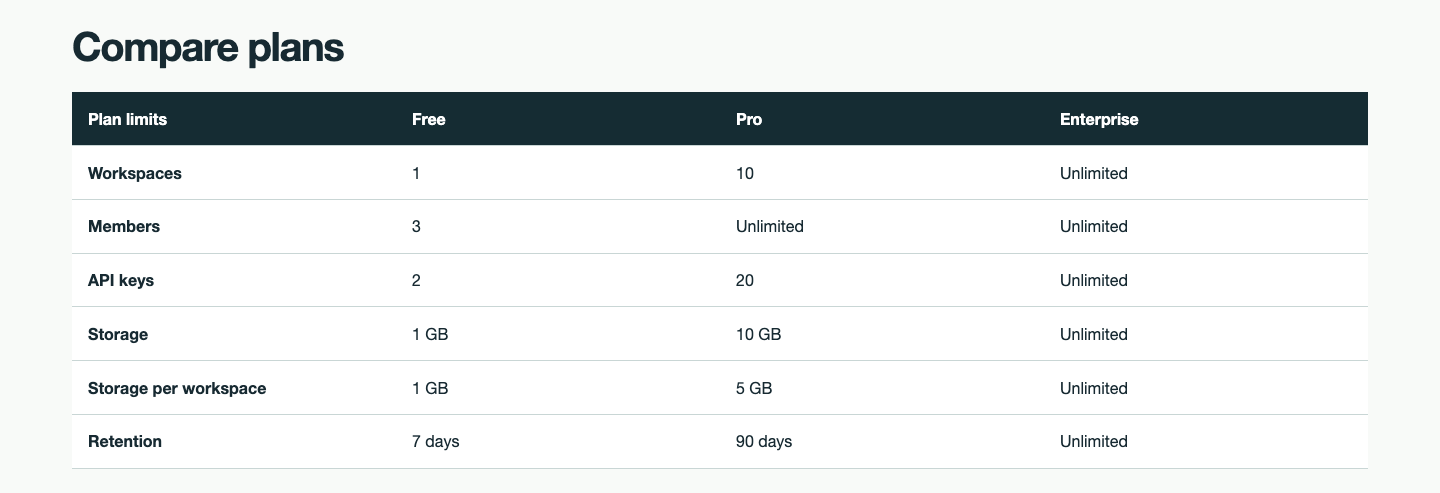 Compare plans
Plan limits Free Pro Enterprise
Workspaces 1 10 Unlimited
Members 3 Unlimited Unlimited
API keys 2 20 Unlimited
Storage 1 GB 10 GB Unlimited
Storage per workspace 1 GB 5 GB Unlimited
Retention 7 days 90 days Unlimited